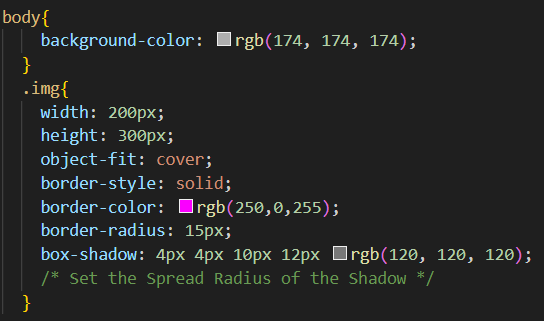 body{
background-color: rgb(174, 174, 174);
}
.img{
width: 200px;
height: 300px;
object-fit: cover;
border-style: solid;
border-color: rgb(250,0,255);
border-radius: 15px;
box-shadow: 4px 4px 10px 12px rgb(120, 120, 120);
/* Set the Spread Radius of the Shadow */
}